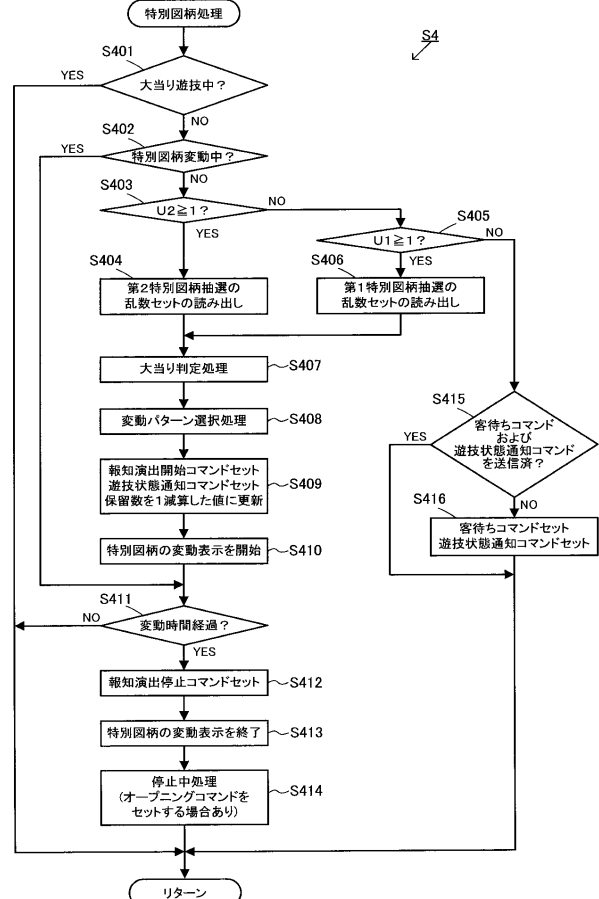 特別図柄処理
S4
S401
大当り遊技中?
YES
NO
S402
特別図柄変動中?
YES
NO
S403
U2≧1?
NO
YES
S405
U1≧1?
NO
YES
S404
第2特別図柄抽選の
乱数セットの読み出し
S406
第1特別図柄抽選の
乱数セットの読み出し
大当り判定処理
S407
変動パターン選択処理
S408
報知演出開始コマンドセット
遊技状態通知コマンドセット
保留数を1減算した値に更新
S409
特別図柄の変動表示を開始
S410
S415
客待ちコマンド
および
遊技状態通知コマンド
を送信済?
YES
NO
S416
客待ちコマンドセット
遊技状態通知コマンドセット
S411
変動時間経過?
NO
YES
報知演出停止コマンドセット
S412
特別図柄の変動表示を終了
S413
停止中処理
(オープニングコマンドを
セットする場合あり)
S414
リターン